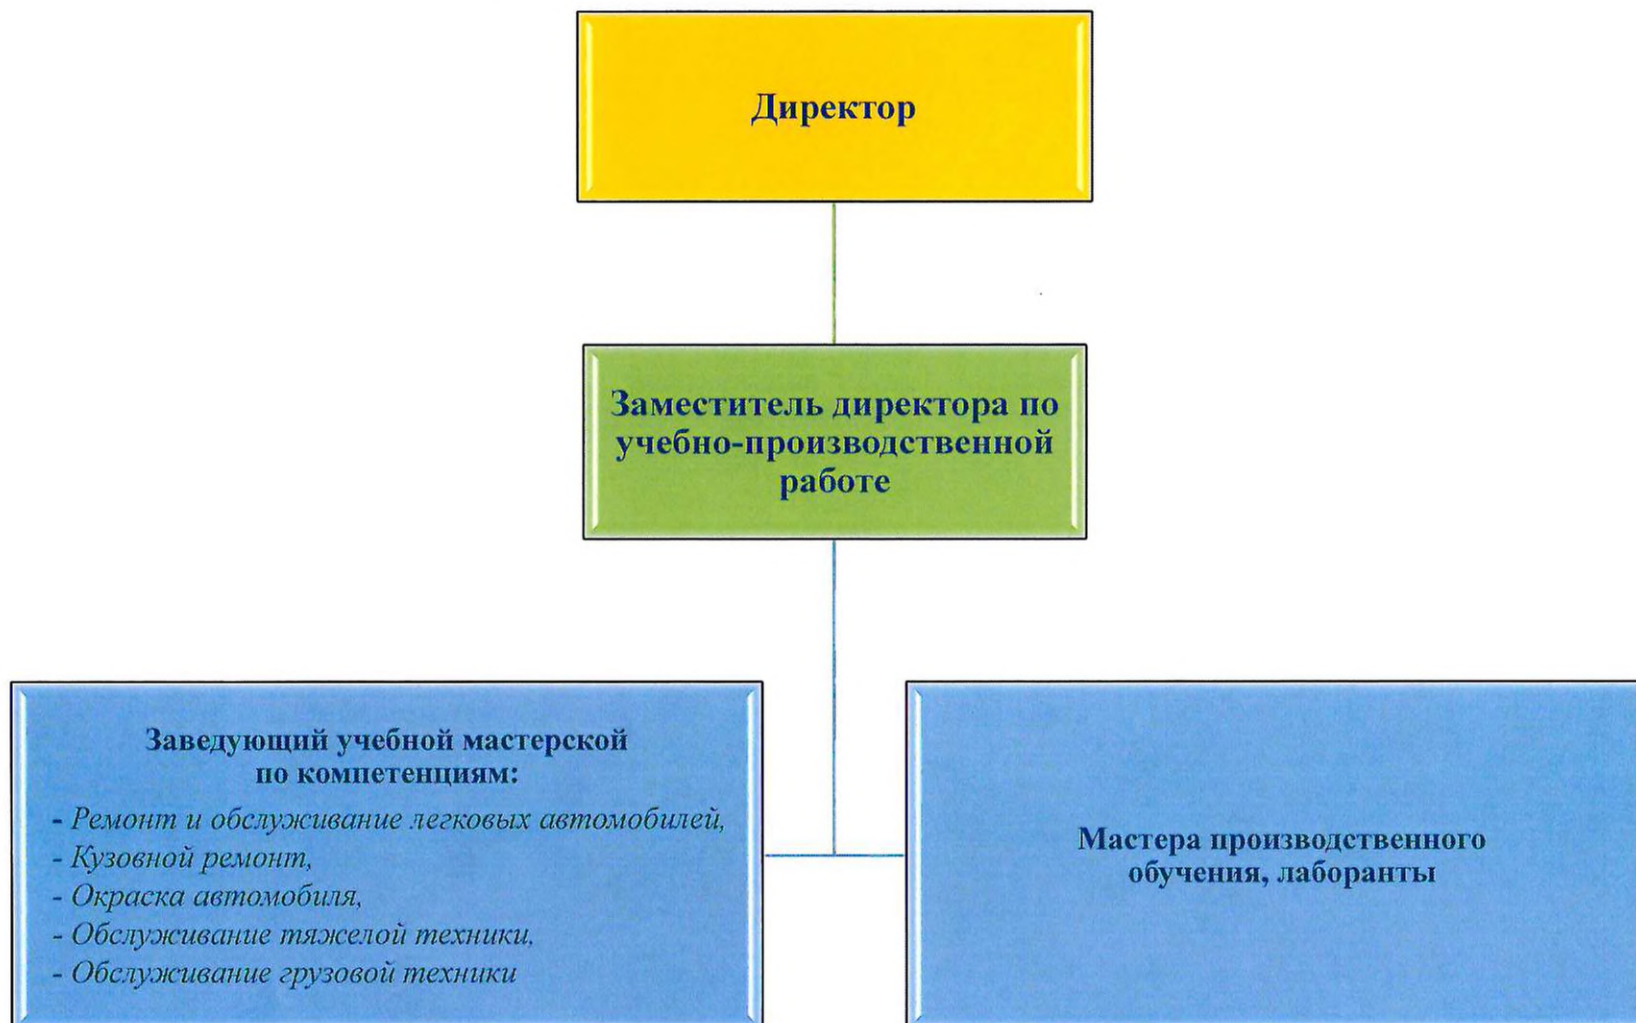 Директор
Заместитель директора по
учебно-производственной
работе
Заведующий учебной мастерской
по компетенциям:
- Ремонт и обслуживание легковых автомобилей,
- Кузовной ремонт,
- Окраска автомобиля,
- Обслуживание тяжелой техники,
- Обслуживание грузовой техники
Мастера производственного
обучения, лаборанты